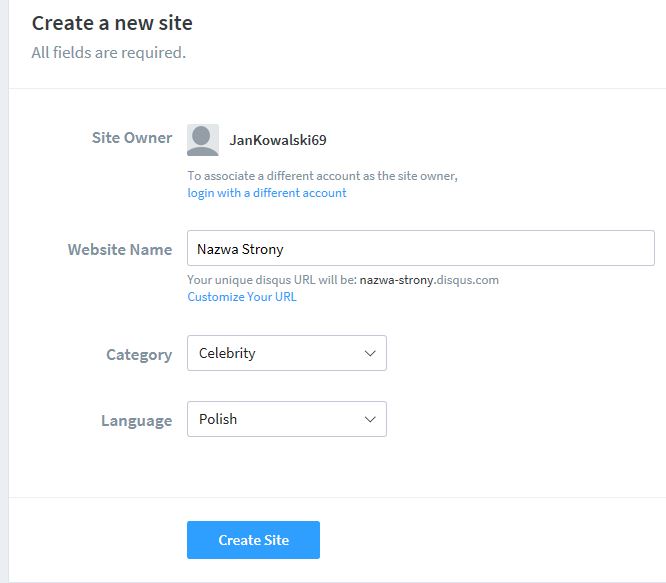 Create a new site
All fields are required.
Site Owner
JanKowalski69
To associate a different account as the site owner,
login with a different account
Website Name
Nazwa Strony
Your unique disqus URL will be: nazwa-strony.disqus.com
Customize Your URL
Category
Celebrity
Language
Polish
Create Site